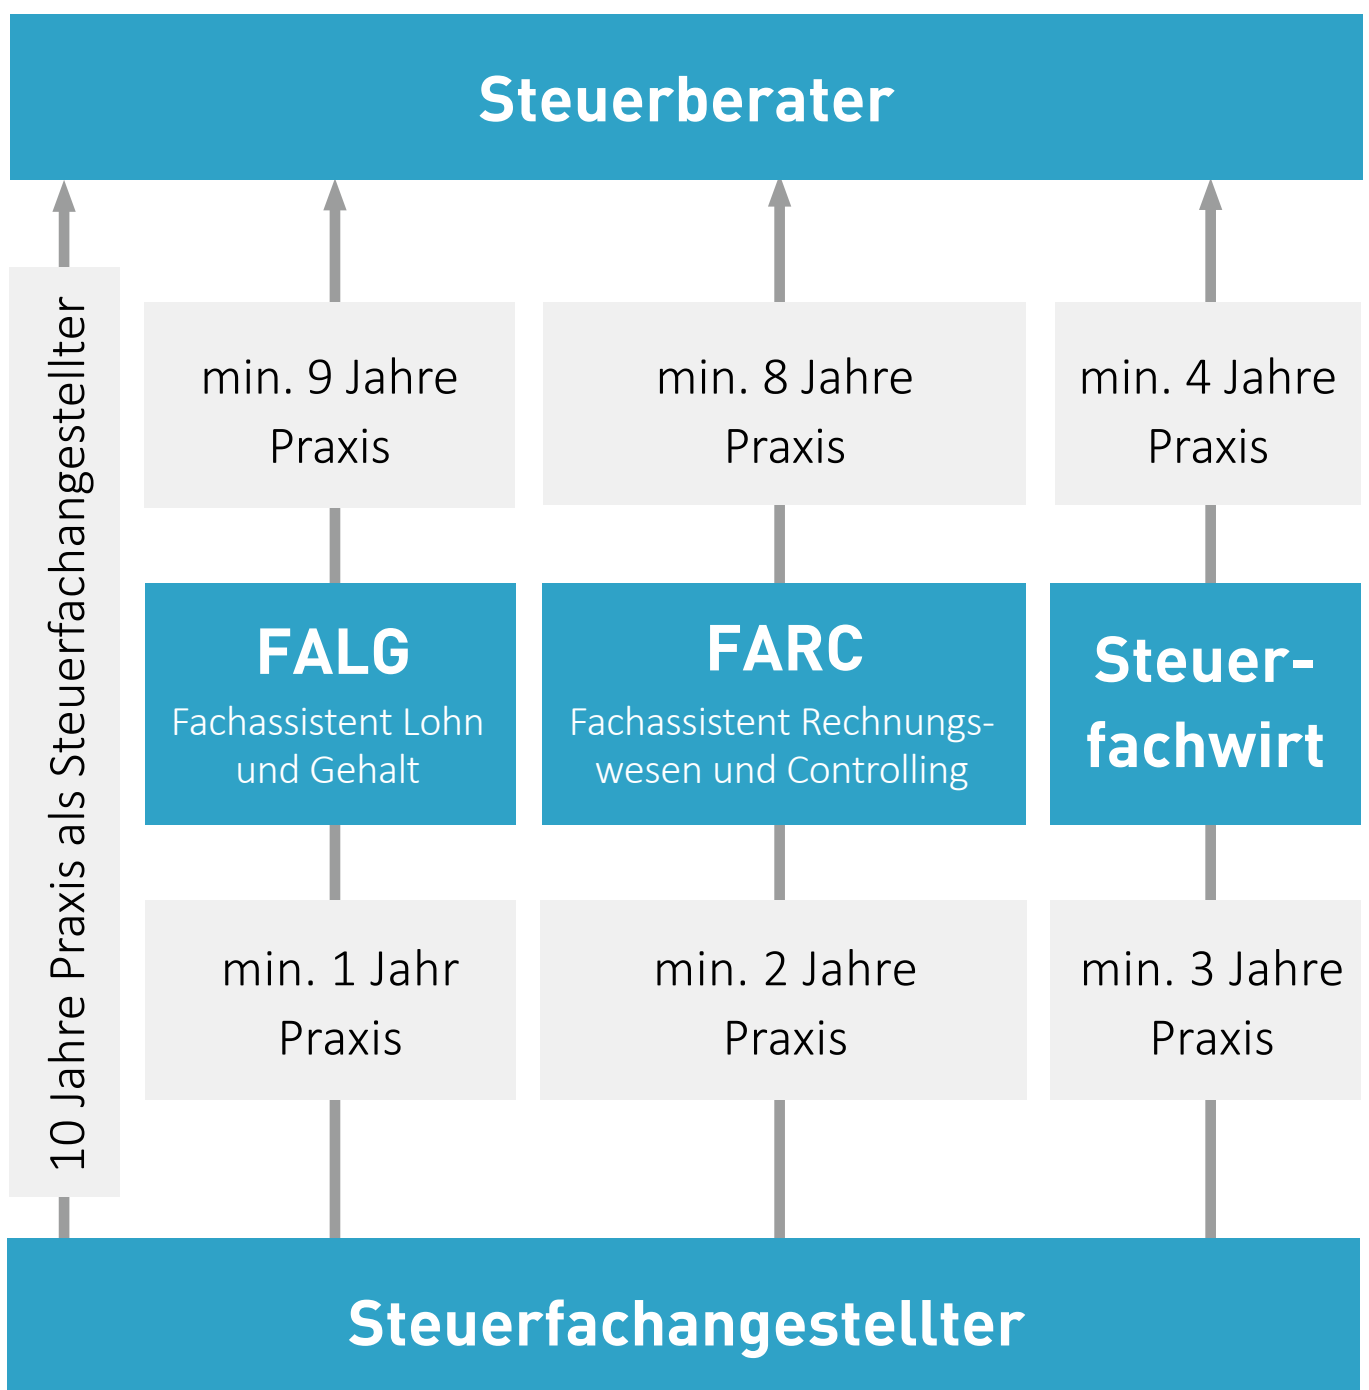 Steuerberater
10 Jahre Praxis als Steuerfachangestellter
min. 9 Jahre
Praxis
min. 8 Jahre
Praxis
min. 4 Jahre
Praxis
FALG
Fachassistent Lohn
und Gehalt
FARC
Fachassistent Rechnungs-
wesen und Controlling
Steuer-
fachwirt
min. 1 Jahr
Praxis
min. 2 Jahre
Praxis
min. 3 Jahre
Praxis
Steuerfachangestellter